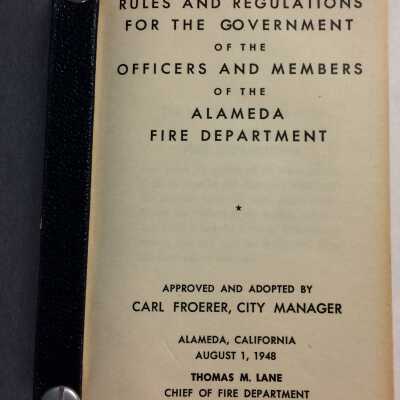 RULES AND REGULATIONS
FOR THE GOVERNMENT
OF THE
OFFICERS AND MEMBERS
OF THE
ALAMEDA
FIRE DEPARTMENT
*
APPROVED AND ADOPTED BY
CARL FROERER, CITY MANAGER
ALAMEDA, CALIFORNIA
AUGUST 1, 1948
THOMAS M. LANE
CHIEF OF FIRE DEPARTMENT